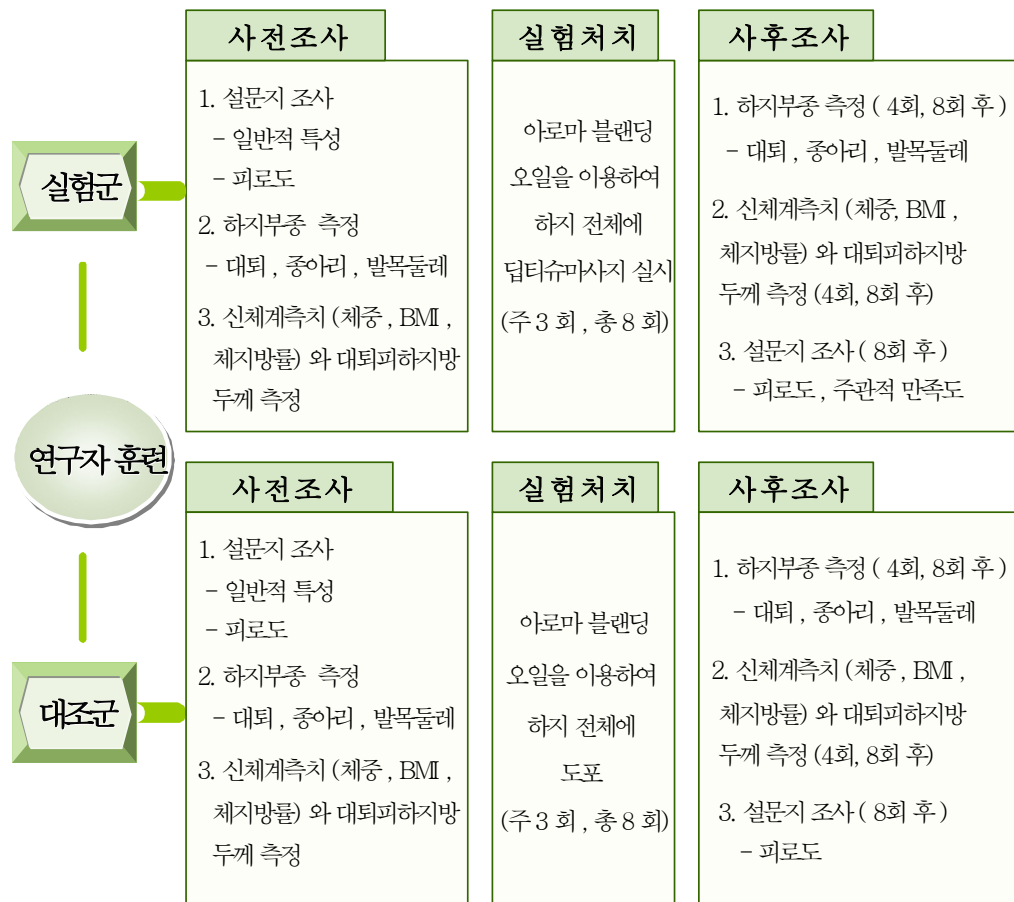 실험군
사전조사
1. 설문지 조사
- 일반적 특성
- 피로도
2. 하지부종 측정
- 대퇴 , 종아리 , 발목둘레
3. 신체계측치 (체중 , BMI ,
체지방률) 와 대퇴피하지방
두께 측정
실험처치
아로마 블랜딩
오일을 이용하여
하지 전체에
딥티슈마사지 실시
(주 3 회 , 총 8 회)
사후조사
1. 하지부종 측정 ( 4회, 8회 후 )
- 대퇴 , 종아리 , 발목둘레
2. 신체계측치 (체중, BMI ,
체지방률) 와 대퇴피하지방
두께 측정 (4회, 8회 후)
3. 설문지 조사 ( 8회 후 )
- 피로도 , 주관적 만족도
연구자 훈련
대조군
사전조사
1. 설문지 조사
- 일반적 특성
- 피로도
2. 하지부종 측정
- 대퇴 , 종아리 , 발목둘레
3. 신체계측치 (체중 , BMI ,
체지방률) 와 대퇴피하지방
두께 측정
실험처치
아로마 블랜딩
오일을 이용하여
하지 전체에
도포
(주 3 회 , 총 8 회)
사후조사
1. 하지부종 측정 ( 4회, 8회 후 )
- 대퇴 , 종아리 , 발목둘레
2. 신체계측치 (체중 , BMI ,
체지방률) 와 대퇴피하지방
두께 측정 (4회, 8회 후)
3. 설문지 조사 ( 8회 후 )
- 피로도